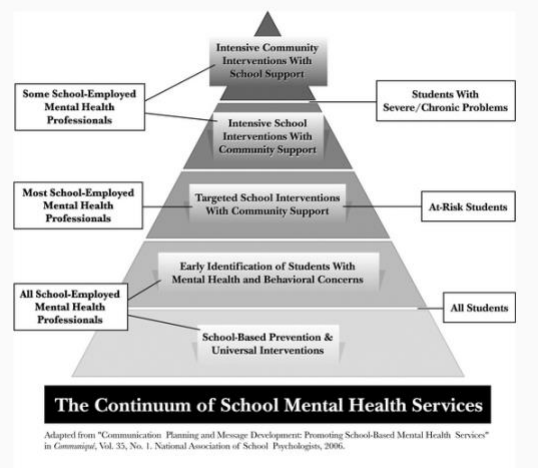 Intensive Community
Interventions With
School Support
Some School-Employed
Mental Health
Professionals
Students With
Severe/Chronic Problems
Intensive School
Interventions With
Community Support
Most School-Employed
Mental Health
Professionals
Targeted School Interventions
With Community Support
At-Risk Students
Early Identification of Students With
Mental Health and Behavioral Concerns
All School-Employed
Mental Health
Professionals
All Students
School-Based Prevention &
Universal Interventions
The Continuum of School Mental Health Services
Adapted from "Communication Planning and Message Development: Promoting School-Based Mental Health Services"
in Communiqué, Vol. 35, No. 1. National Association of School Psychologists, 2006.